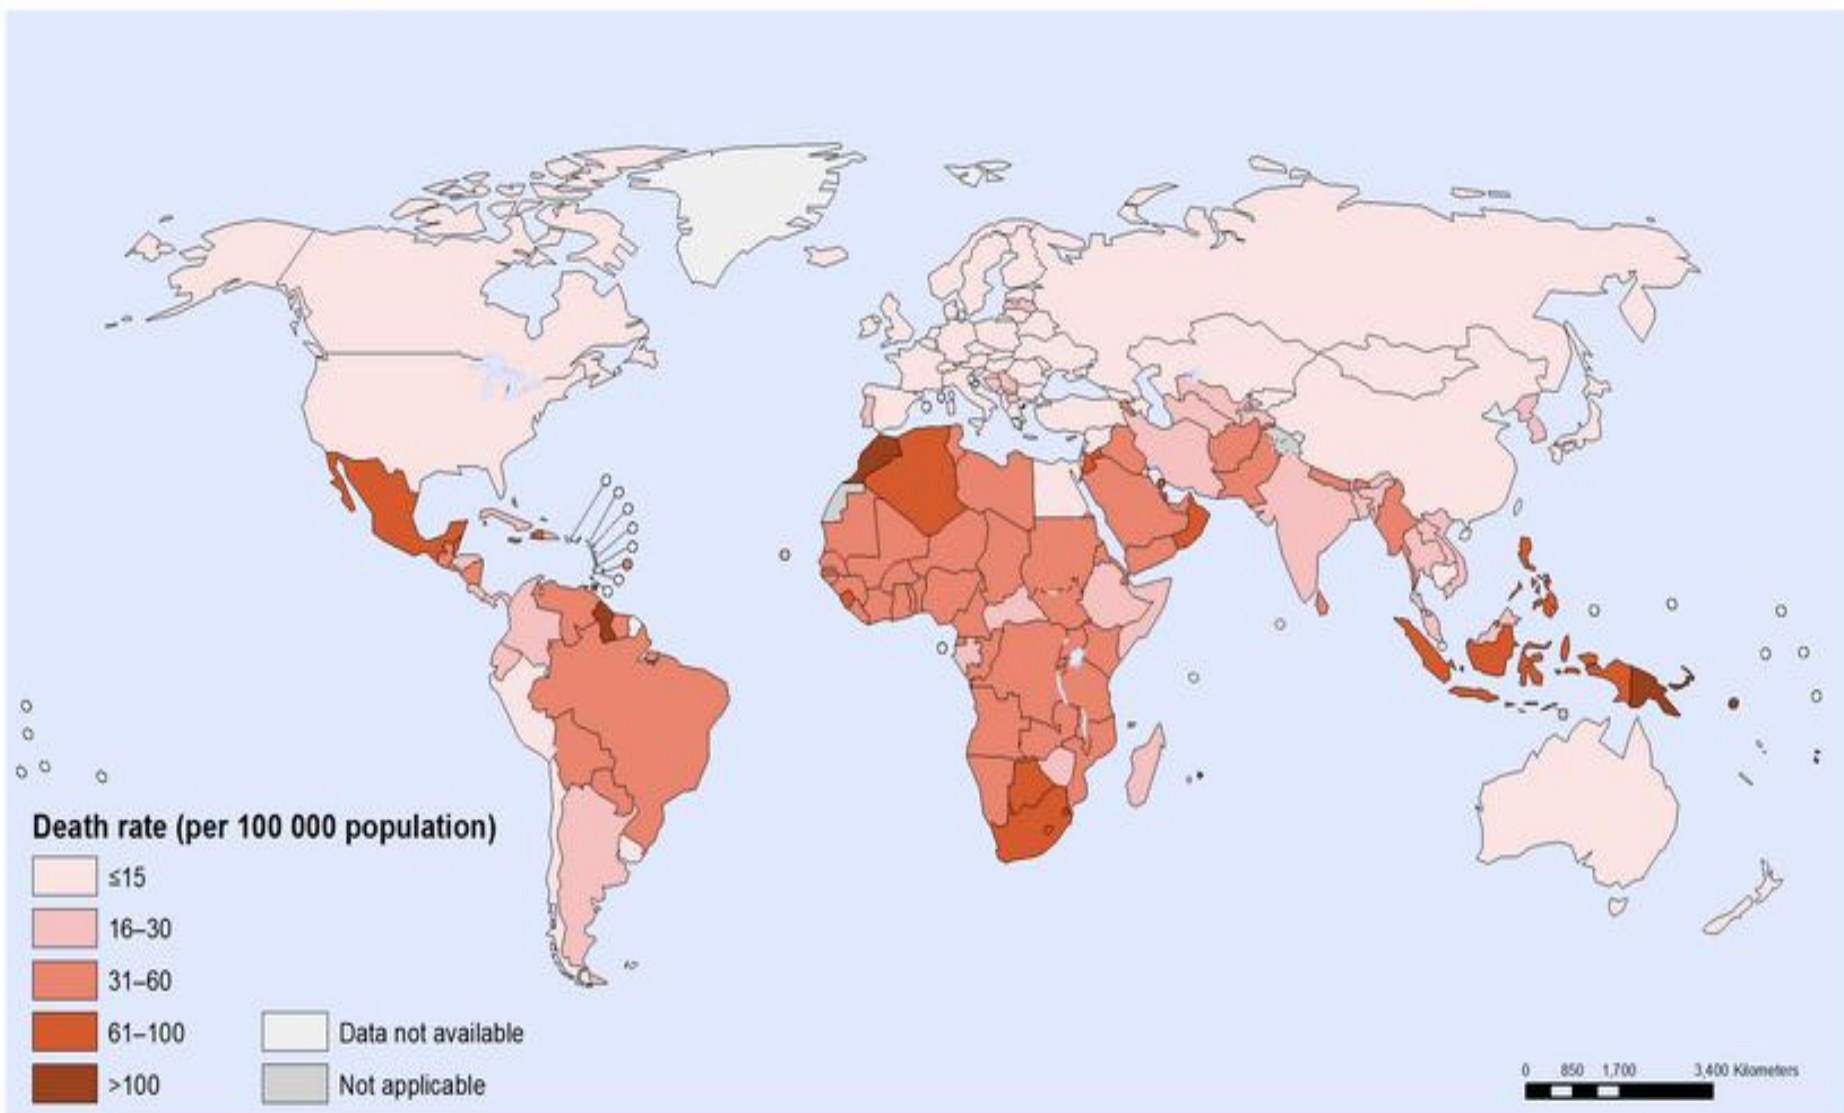 Death rate (per 100 000 population)
≤15
16–30
31–60
61–100
>100
Data not available
Not applicable
0 850 1,700 3,400 Kilometers